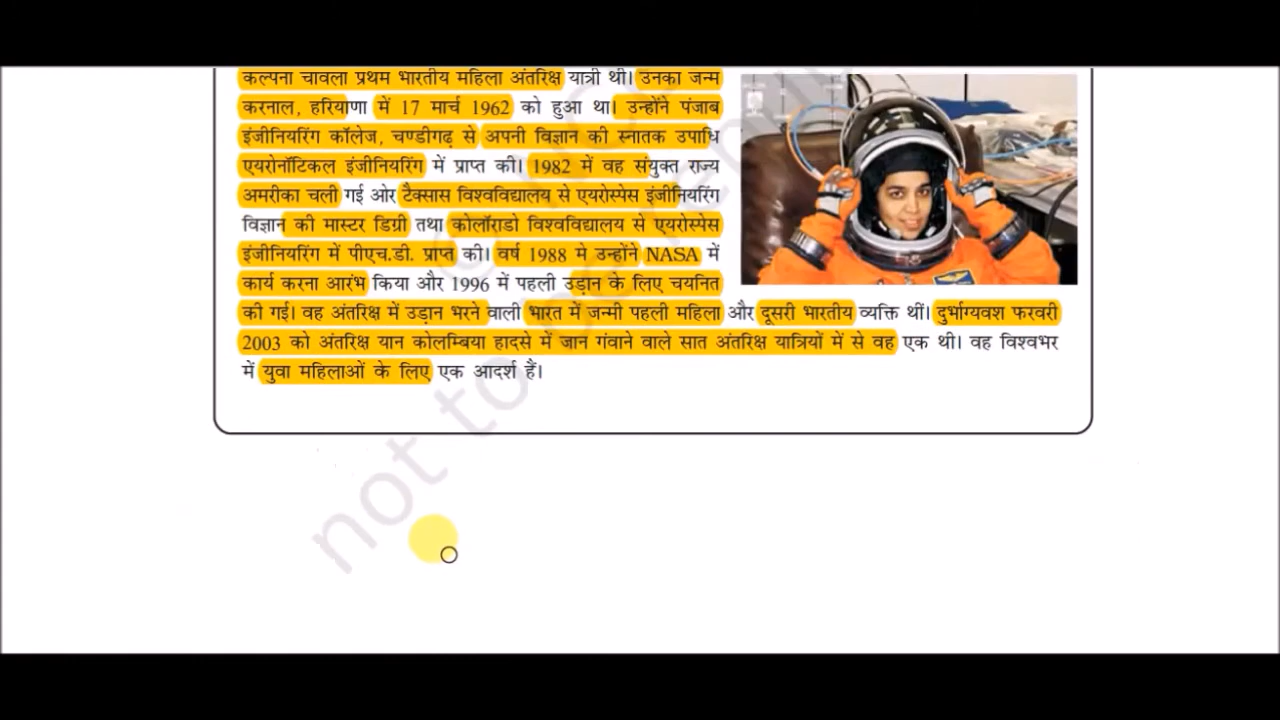 कल्पना चावला प्रथम भारतीय महिला अंतरिक्ष यात्री थी। उनका जन्म
करनाल, हरियाणा में 17 मार्च 1962 को हुआ था। उन्होंने पंजाब
इंजीनियरिंग कॉलेज, चण्डीगढ़ से अपनी विज्ञान की स्नातक उपाधि
एयरोनॉटिकल इंजीनियरिंग में प्राप्त की। 1982 में वह संयुक्त राज्य
अमरीका चली गई ओर टैक्सास विश्वविद्यालय से एयरोस्पेस इंजीनियरिंग
विज्ञान की मास्टर डिग्री तथा कोलॉराडो विश्वविद्यालय से एयरोस्पेस
इंजीनियरिंग में पीएच.डी. प्राप्त की। वर्ष 1988 मे उन्होंने NASA में
कार्य करना आरंभ किया और 1996 में पहली उड़ान के लिए चयनित
की गई। वह अंतरिक्ष में उड़ान भरने वाली भारत में जन्मी पहली महिला और दूसरी भारतीय व्यक्ति थीं। दुर्भाग्यवश फरवरी
2003 को अंतरिक्ष यान कोलम्बिया हादसे में जान गंवाने वाले सात अंतरिक्ष यात्रियों में से वह एक थी। वह विश्वभर
में युवा महिलाओं के लिए एक आदर्श हैं।
not to